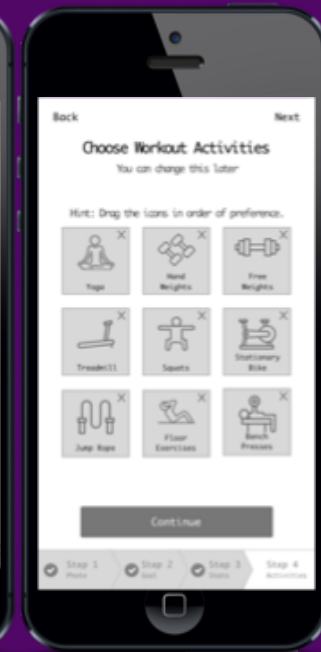 Back Next
Choose Workout Activities
You can change this later
Hint: Drag the icons in order of preference.
Yoga
Hand
Weights
Free
Weights
Treadmill
Squats
Stationary
Bike
Jump Rope
Floor
Exercises
Bench
Presses
Continue
Step 1
Photo
Step 2
Goal
Step 3
Stats
Step 4
Activities